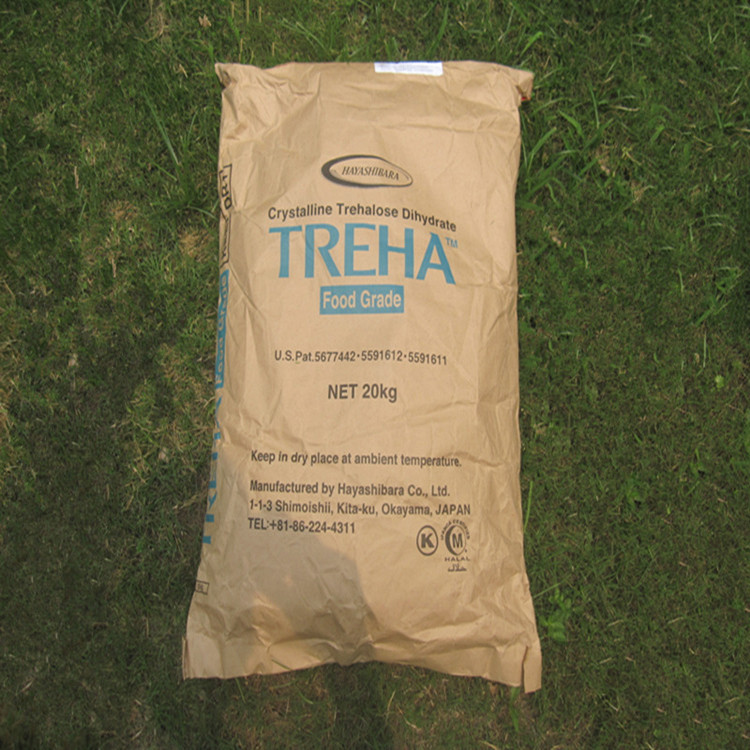 HAYASHIBARA
Crystalline Trehalose Dihydrate
TREHA™
Food Grade
U.S.Pat.5677442・5591612・5591611
NET 20kg
Keep in dry place at ambient temperature.
Manufactured by Hayashibara Co., Ltd.
1-1-3 Shimoishii, Kita-ku, Okayama, JAPAN
TEL:+81-86-224-4311
K
M
HALAL